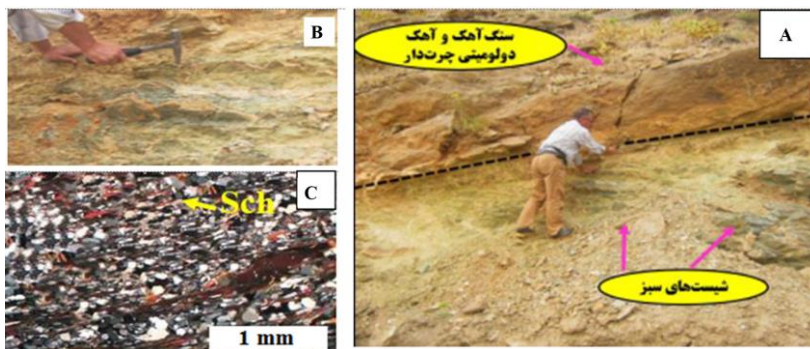 B
A
سنگ‌آهک و آهک
دولومیتی چرت‌دار
C
Sch
شیست‌های سبز
1 mm